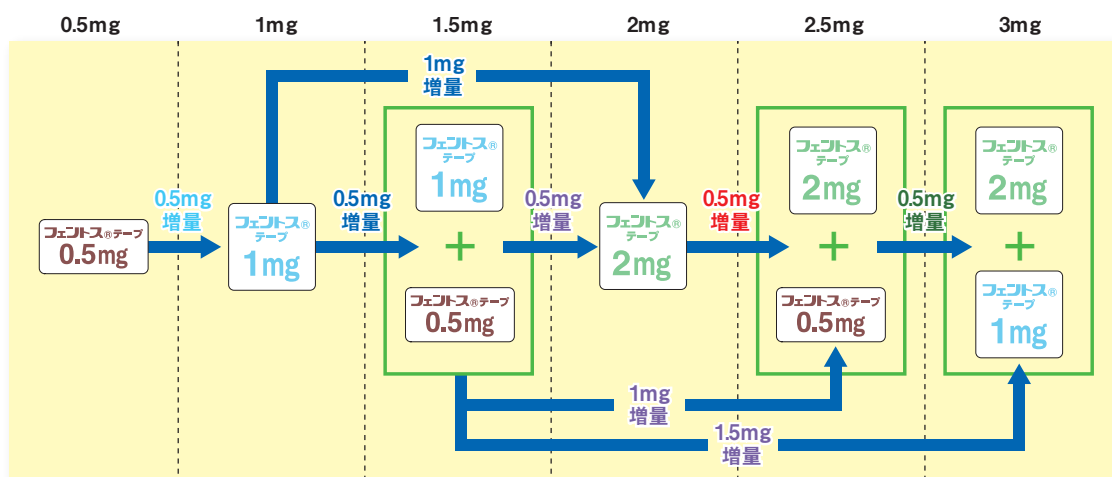 0.5mg
1mg
1.5mg
2mg
2.5mg
3mg
1mg
増量
フェントス®
テープ
1mg
フェントス®
テープ
2mg
フェントス®
テープ
2mg
0.5mg
増量
0.5mg
増量
0.5mg
増量
0.5mg
増量
0.5mg
増量
フェントス®テープ
0.5mg
フェントス®
テープ
1mg
+
フェントス®
テープ
2mg
+
+
フェントス®テープ
0.5mg
フェントス®テープ
0.5mg
フェントス®
テープ
1mg
1mg
増量
1.5mg
増量